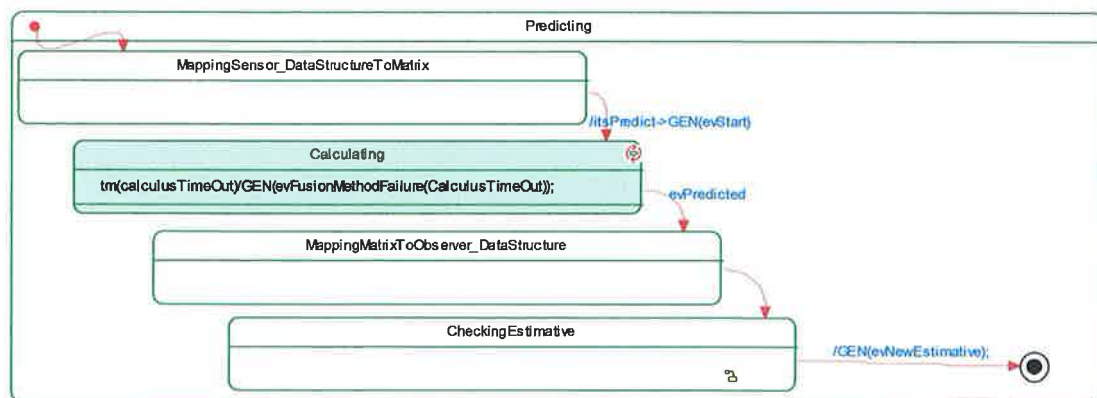 Predicting
MappingSensor_DataStructureToMatrix
/itsPredict->GEN(evStart)
Calculating
tm(calculusTimeOut)/GEN(evFusionMethodFailure(CalculusTimeOut));
evPredicted
MappingMatrixToObserver_DataStructure
CheckingEstimative
/GEN(evNewEstimative);